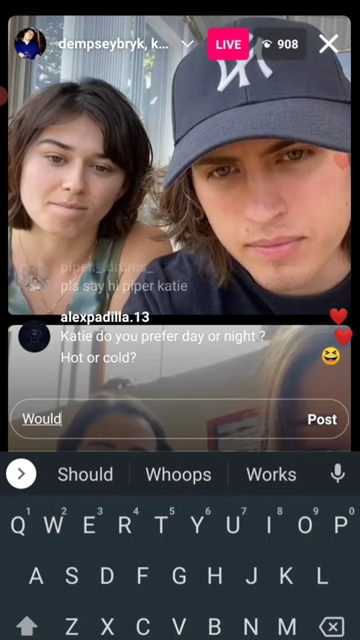 dempseybryk, k...
LIVE
908
pls say hi piper katie
alexpadilla.13
Katie do you prefer day or night ?
Hot or cold?
Would
Post
Should
Whoops
Works
1 2 3 4 5 6 7 8 9 0
Q W E R T Y U I O P
A S D F G H J K L
Z X C V B N M